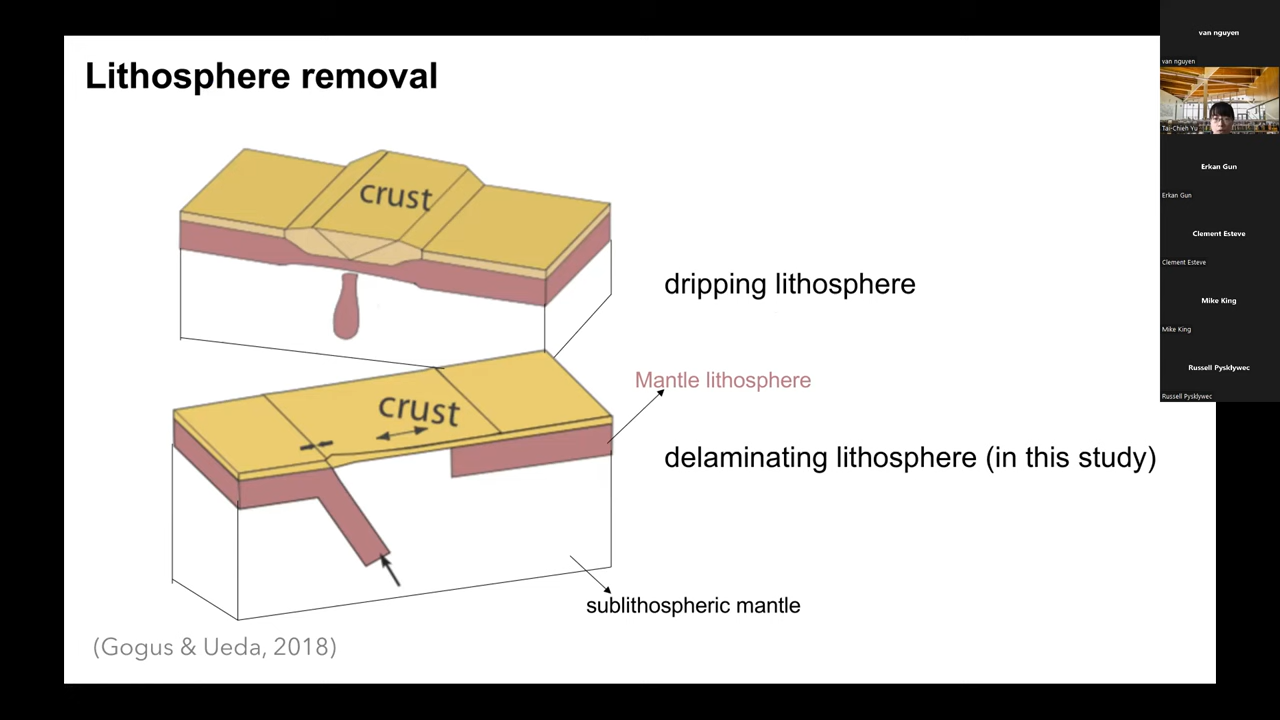 Lithosphere removal
crust
dripping lithosphere
Mantle lithosphere
crust
delaminating lithosphere (in this study)
sublithospheric mantle
(Gogus & Ueda, 2018)
van nguyen
van nguyen
Tai-Chieh Yu
Erkan Gun
Erkan Gun
Clement Esteve
Clement Esteve
Mike King
Mike King
Russell Pysklywec
Russell Pysklywec